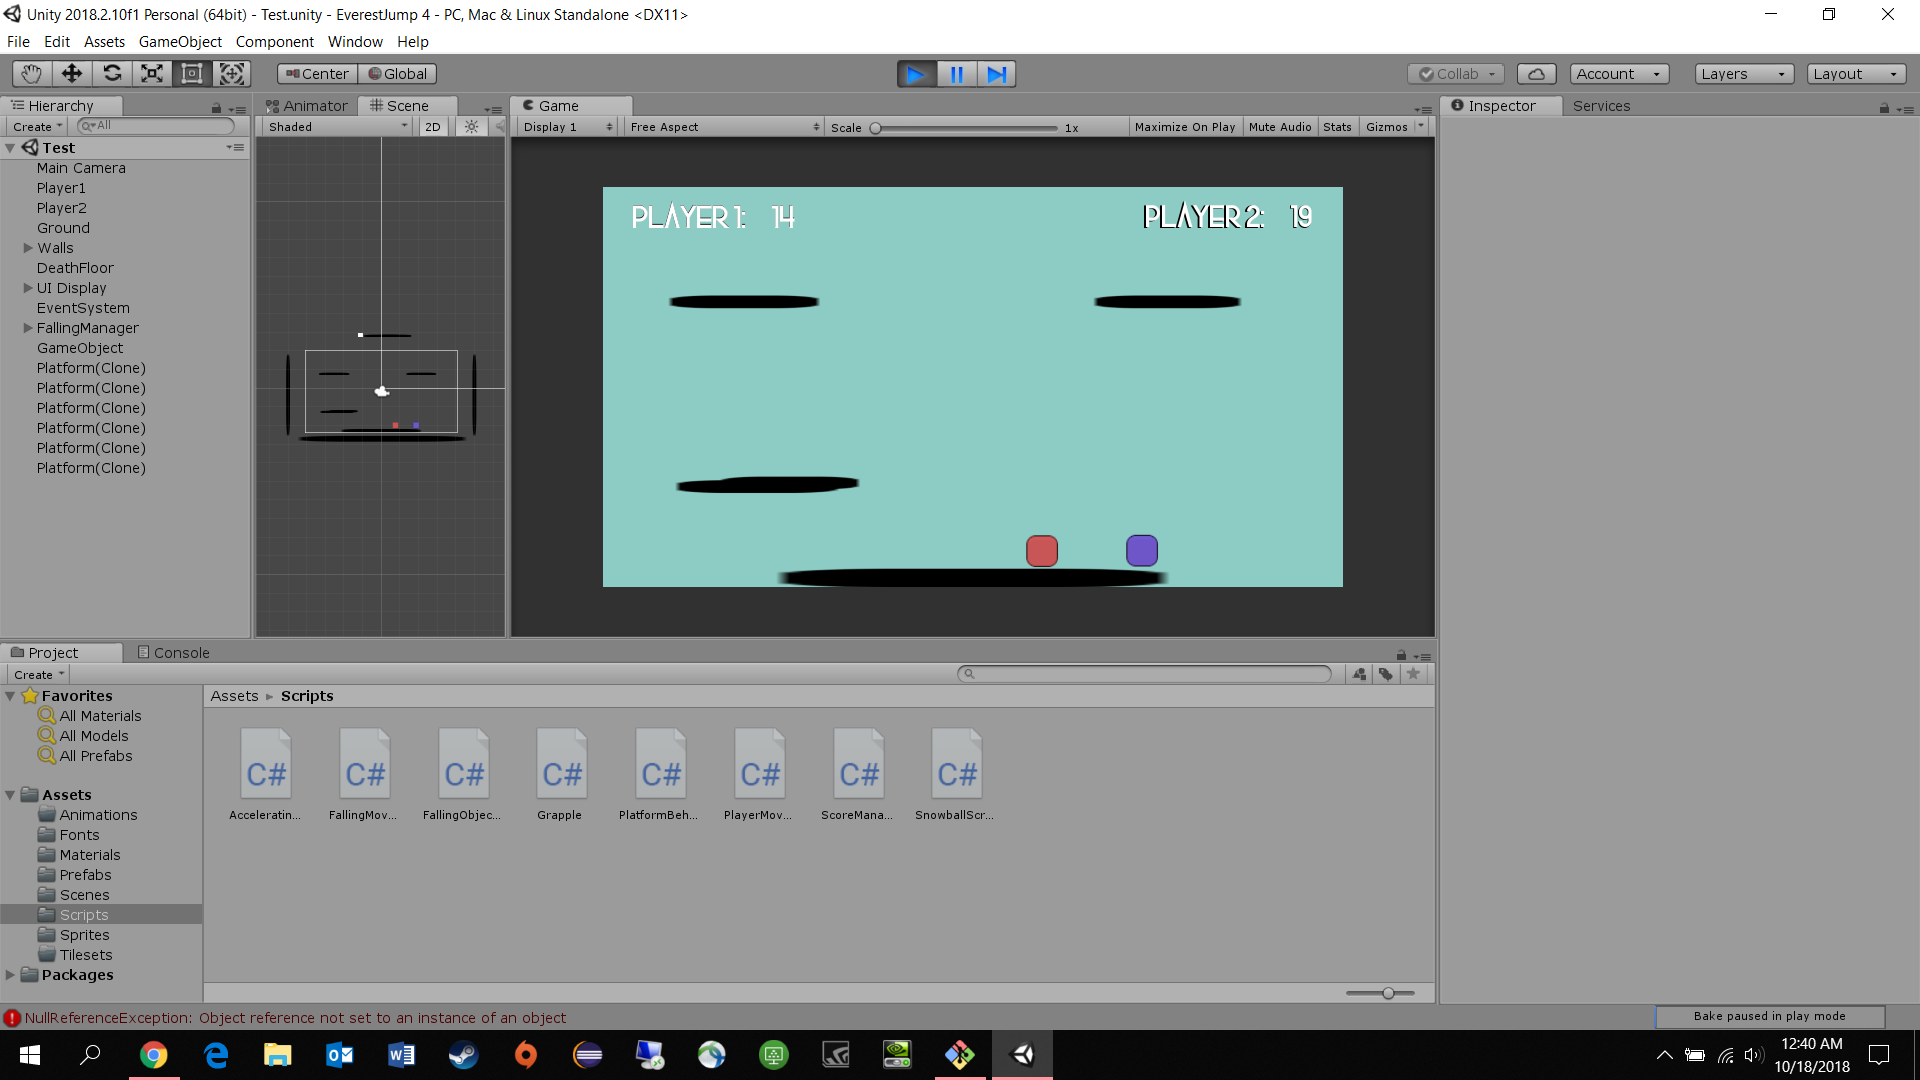 Unity 2018.2.10f1 Personal (64bit) - Test.unity - EverestJump 4 - PC, Mac & Linux Standalone <DX11>
File Edit Assets GameObject Component Window Help
Center Global Collab Account Layers Layout
Hierarchy Animator Scene Game Inspector Services
Create All Shaded 2D Display 1 Free Aspect Scale 1x Maximize On Play Mute Audio Stats Gizmos
Test
Main Camera
Player1
Player2
Ground
Walls
DeathFloor
UI Display
EventSystem
FallingManager
GameObject
Platform(Clone)
Platform(Clone)
Platform(Clone)
Platform(Clone)
Platform(Clone)
Platform(Clone)
PLAYER 1: 14 PLAYER 2: 19
Project Console
Create
Favorites
All Materials
All Models
All Prefabs
Assets
Animations
Fonts
Materials
Prefabs
Scenes
Scripts
Sprites
Tilesets
Packages
Assets ▸ Scripts
C# C# C# C# C# C# C# C#
Acceleratin... FallingMov... FallingObjec... Grapple PlatformBeh... PlayerMov... ScoreMana... SnowballScr...
NullReferenceException: Object reference not set to an instance of an object
Bake paused in play mode
12:40 AM
10/18/2018